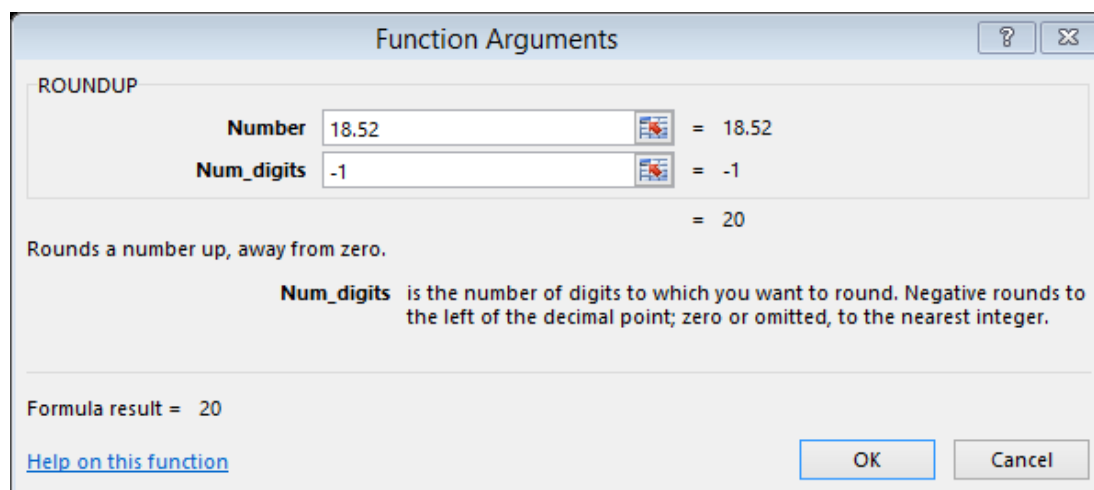 Function Arguments
ROUNDUP
Number 18.52 = 18.52
Num_digits -1 = -1
= 20
Rounds a number up, away from zero.
Num_digits is the number of digits to which you want to round. Negative rounds to
the left of the decimal point; zero or omitted, to the nearest integer.
Formula result = 20
Help on this function OK Cancel